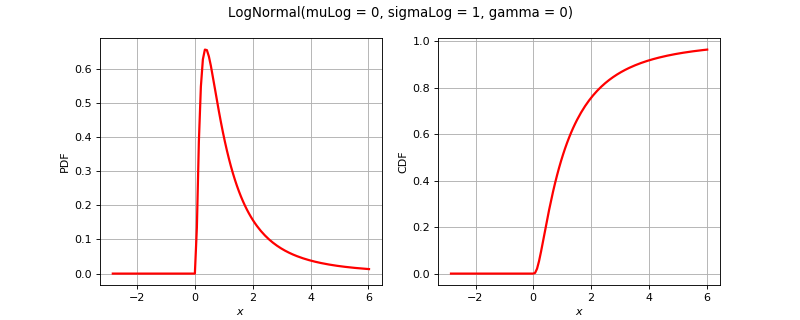 LogNormal(muLog = 0, sigmaLog = 1, gamma = 0)
PDF
0.6
0.5
0.4
0.3
0.2
0.1
0.0
−2 0 2 4 6
x
CDF
1.0
0.8
0.6
0.4
0.2
0.0
−2 0 2 4 6
x